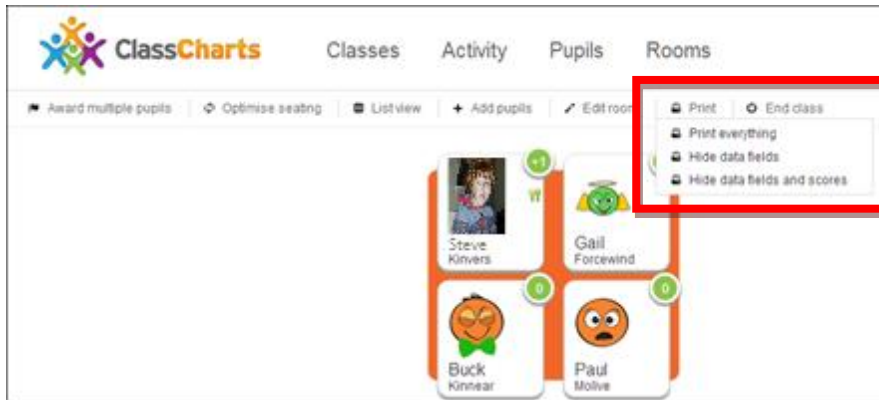 ClassCharts Classes Activity Pupils Rooms
Award multiple pupils Optimise seating List view Add pupils Edit room Print End class
Print everything
Hide data fields
Hide data fields and scores
+1
Steve
Kinvers
Gail
Forcewind
0 0
Buck
Kinnear
Paul
Molive